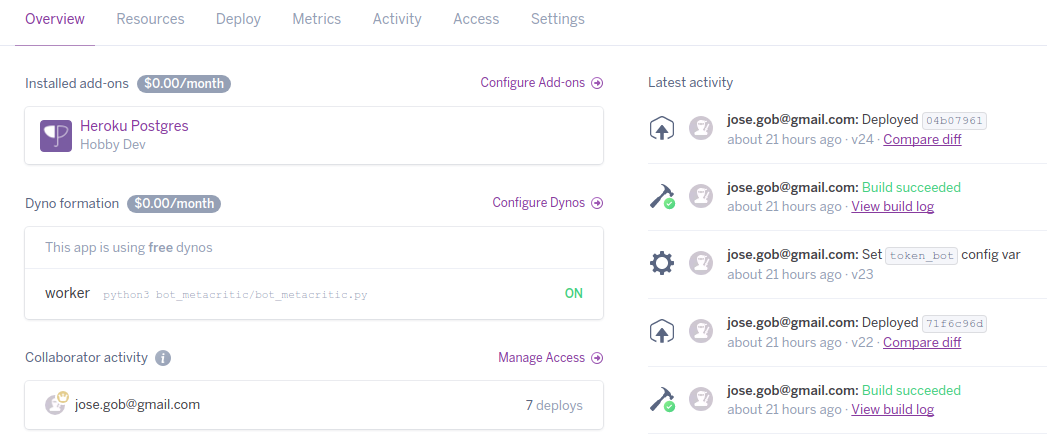 Overview Resources Deploy Metrics Activity Access Settings
Installed add-ons $0.00/month Configure Add-ons
Heroku Postgres
Hobby Dev
Dyno formation $0.00/month Configure Dynos
This app is using free dynos
worker python3 bot_metacritic/bot_metacritic.py ON
Collaborator activity i Manage Access
jose.gob@gmail.com 7 deploys
Latest activity
jose.gob@gmail.com: Deployed 04b07961
about 21 hours ago · v24 · Compare diff
jose.gob@gmail.com: Build succeeded
about 21 hours ago · View build log
jose.gob@gmail.com: Set token_bot config var
about 21 hours ago · v23
jose.gob@gmail.com: Deployed 71f6c96d
about 21 hours ago · v22 · Compare diff
jose.gob@gmail.com: Build succeeded
about 21 hours ago · View build log